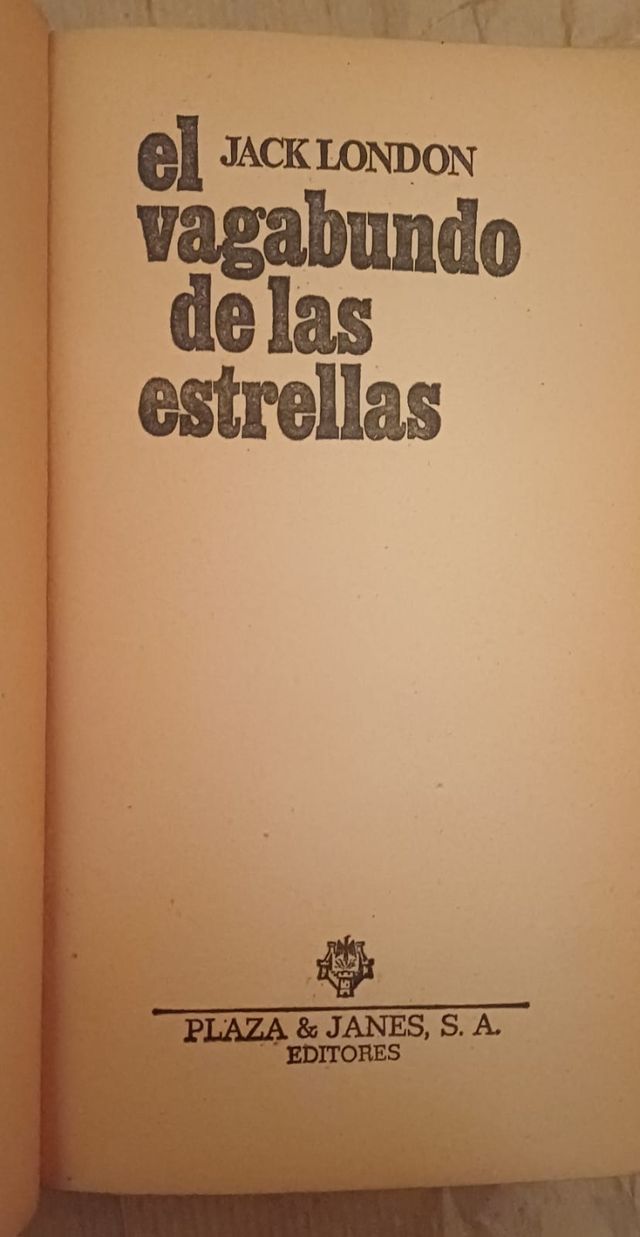 el JACK LONDON
vagabundo
de las
estrellas
PLAZA & JANES, S. A.
EDITORES